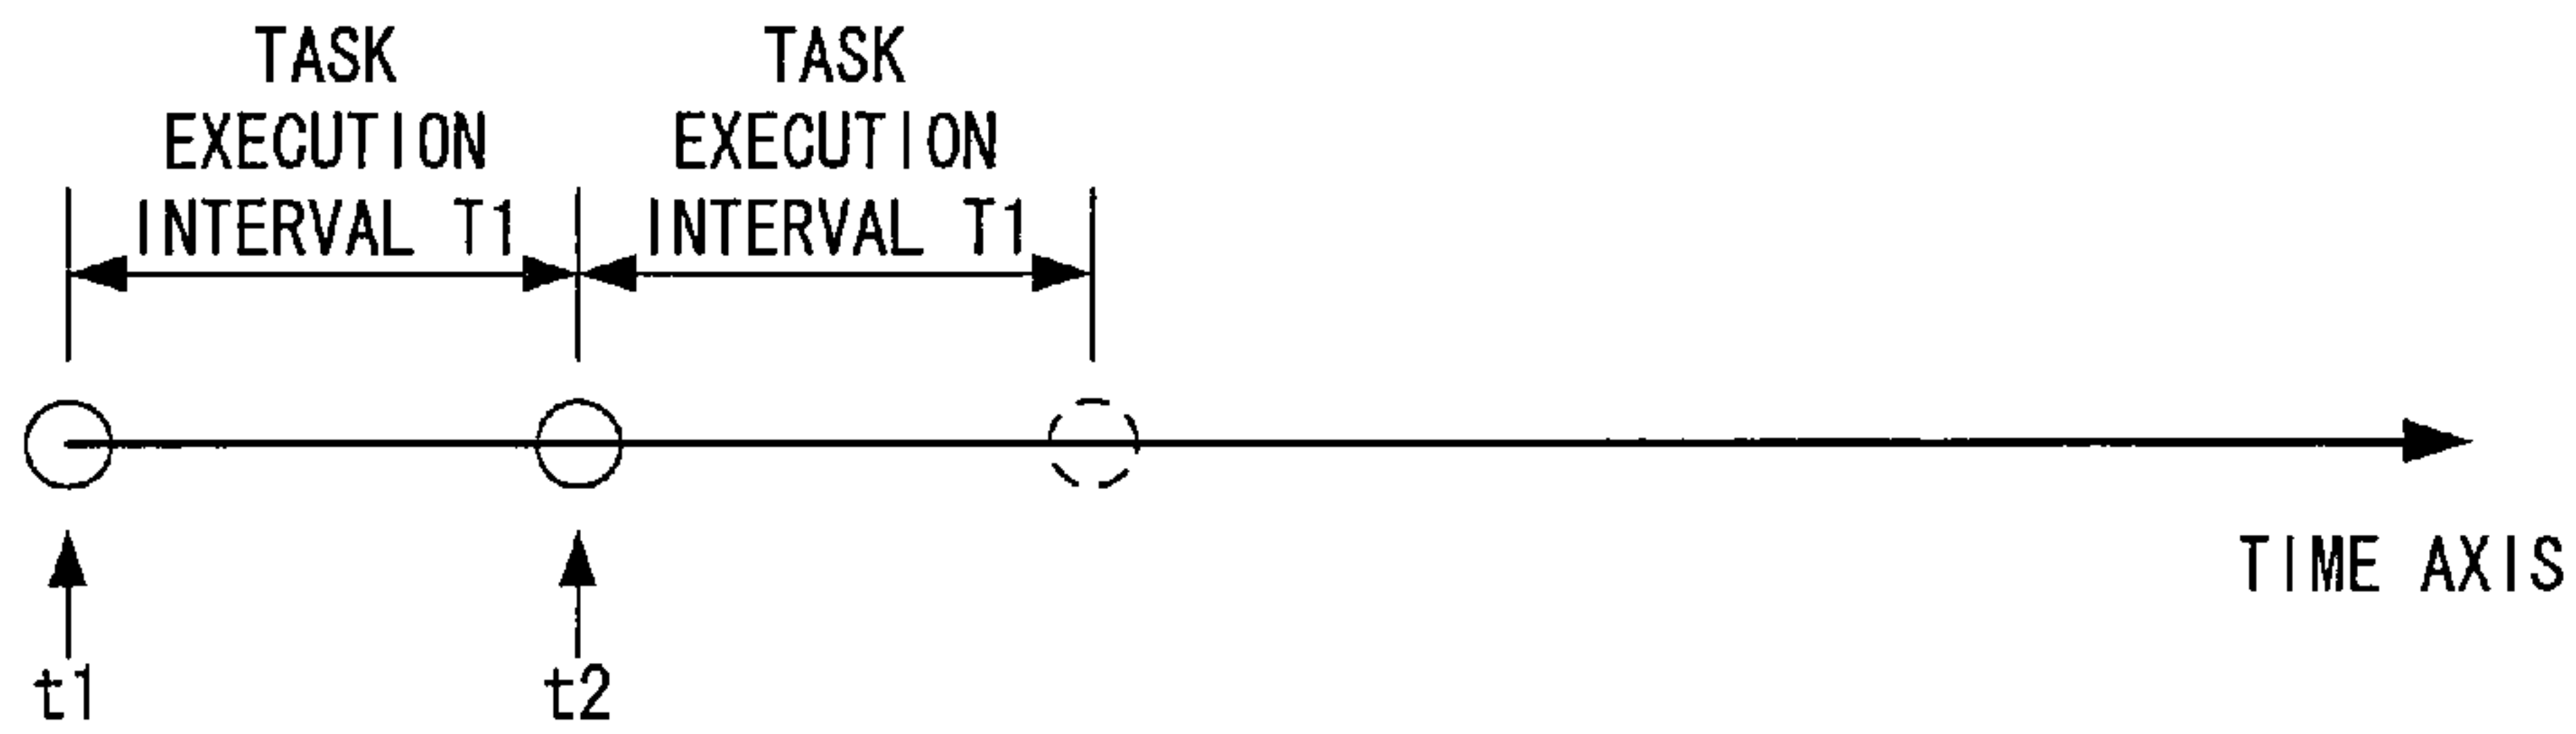 TASK
EXECUTION
INTERVAL T1
TASK
EXECUTION
INTERVAL T1
TIME AXIS
t1
t2